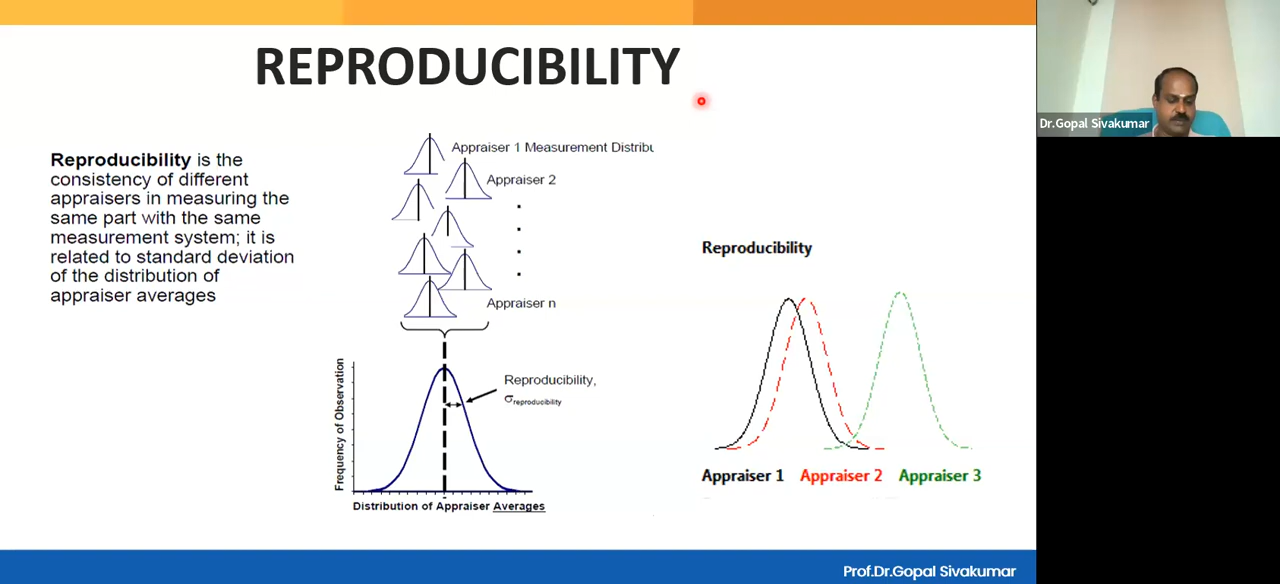 REPRODUCIBILITY
Dr.Gopal Sivakumar
Reproducibility is the
consistency of different
appraisers in measuring the
same part with the same
measurement system; it is
related to standard deviation
of the distribution of
appraiser averages
Appraiser 1 Measurement Distribu
Appraiser 2
Appraiser n
Frequency of Observation
Reproducibility,
σreproducibility
Distribution of Appraiser Averages
Reproducibility
Appraiser 1 Appraiser 2 Appraiser 3
Prof.Dr.Gopal Sivakumar